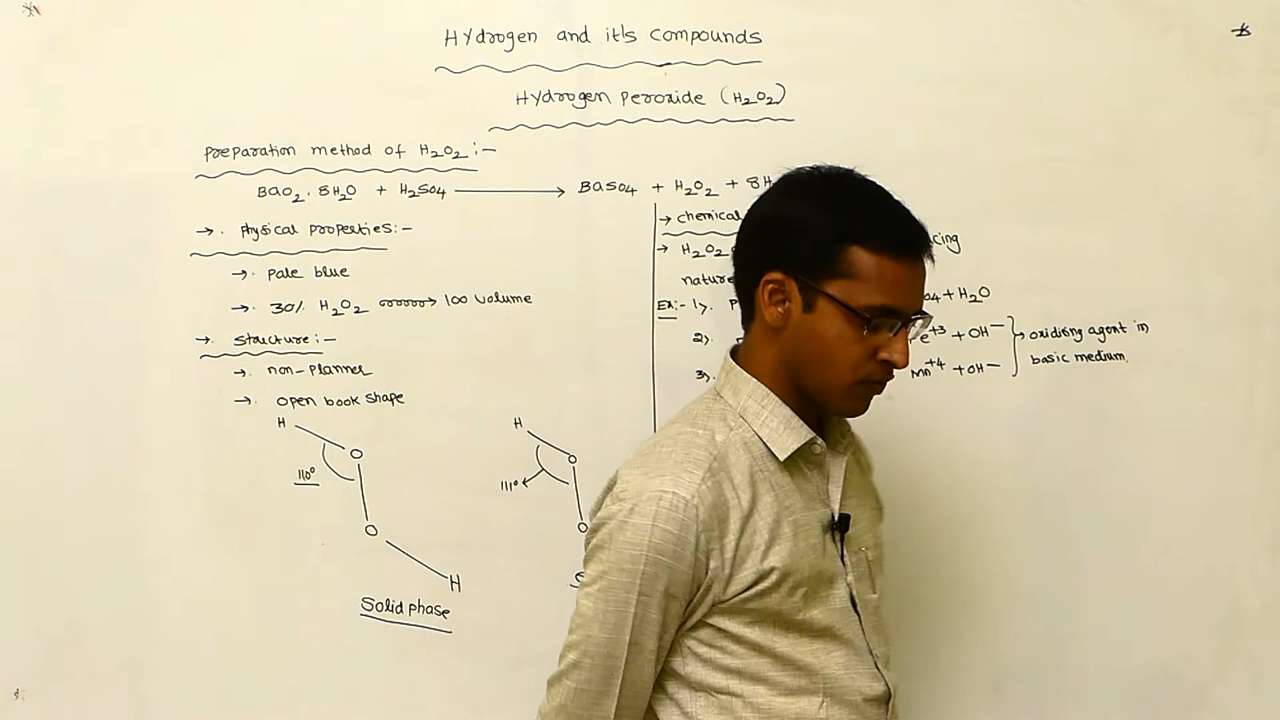 Hydrogen and it's compounds
Hydrogen peroxide (H2O2)
preparation method of H2O2:-
BaO2. 8H2O + H2SO4 ⟶ BaSO4 + H2O2 + 8H
→. physical properties:-
→. pale blue
→. 30% H2O2 → 100 volume
→. structure:-
→. non-planner
→. open book shape
H
O
110°
O
H
Solid phase
H
O
111°
O
→ chemical
→ H2O2 cing
nature
Ex:- 1). O4 + H2O
2). e+3 + OH-
3). Mn+4 + OH-
→ oxidising agent in
basic medium.